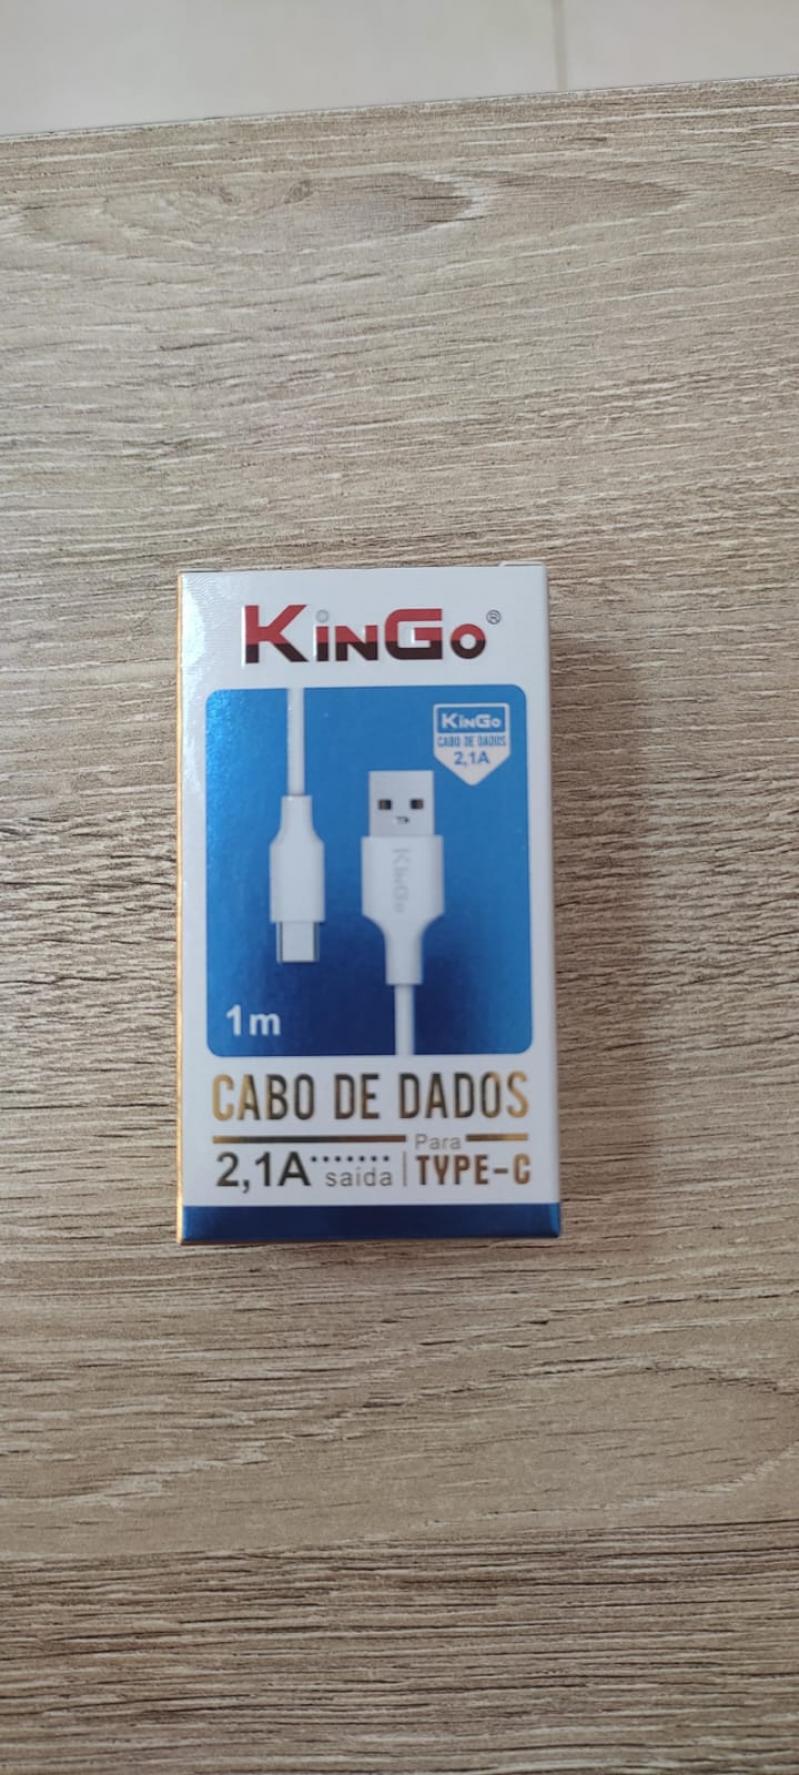 KinGo®
KinGo
CABO DE DADOS
2,1A
KinGo
1m
CABO DE DADOS
2,1A saída | Para TYPE-C